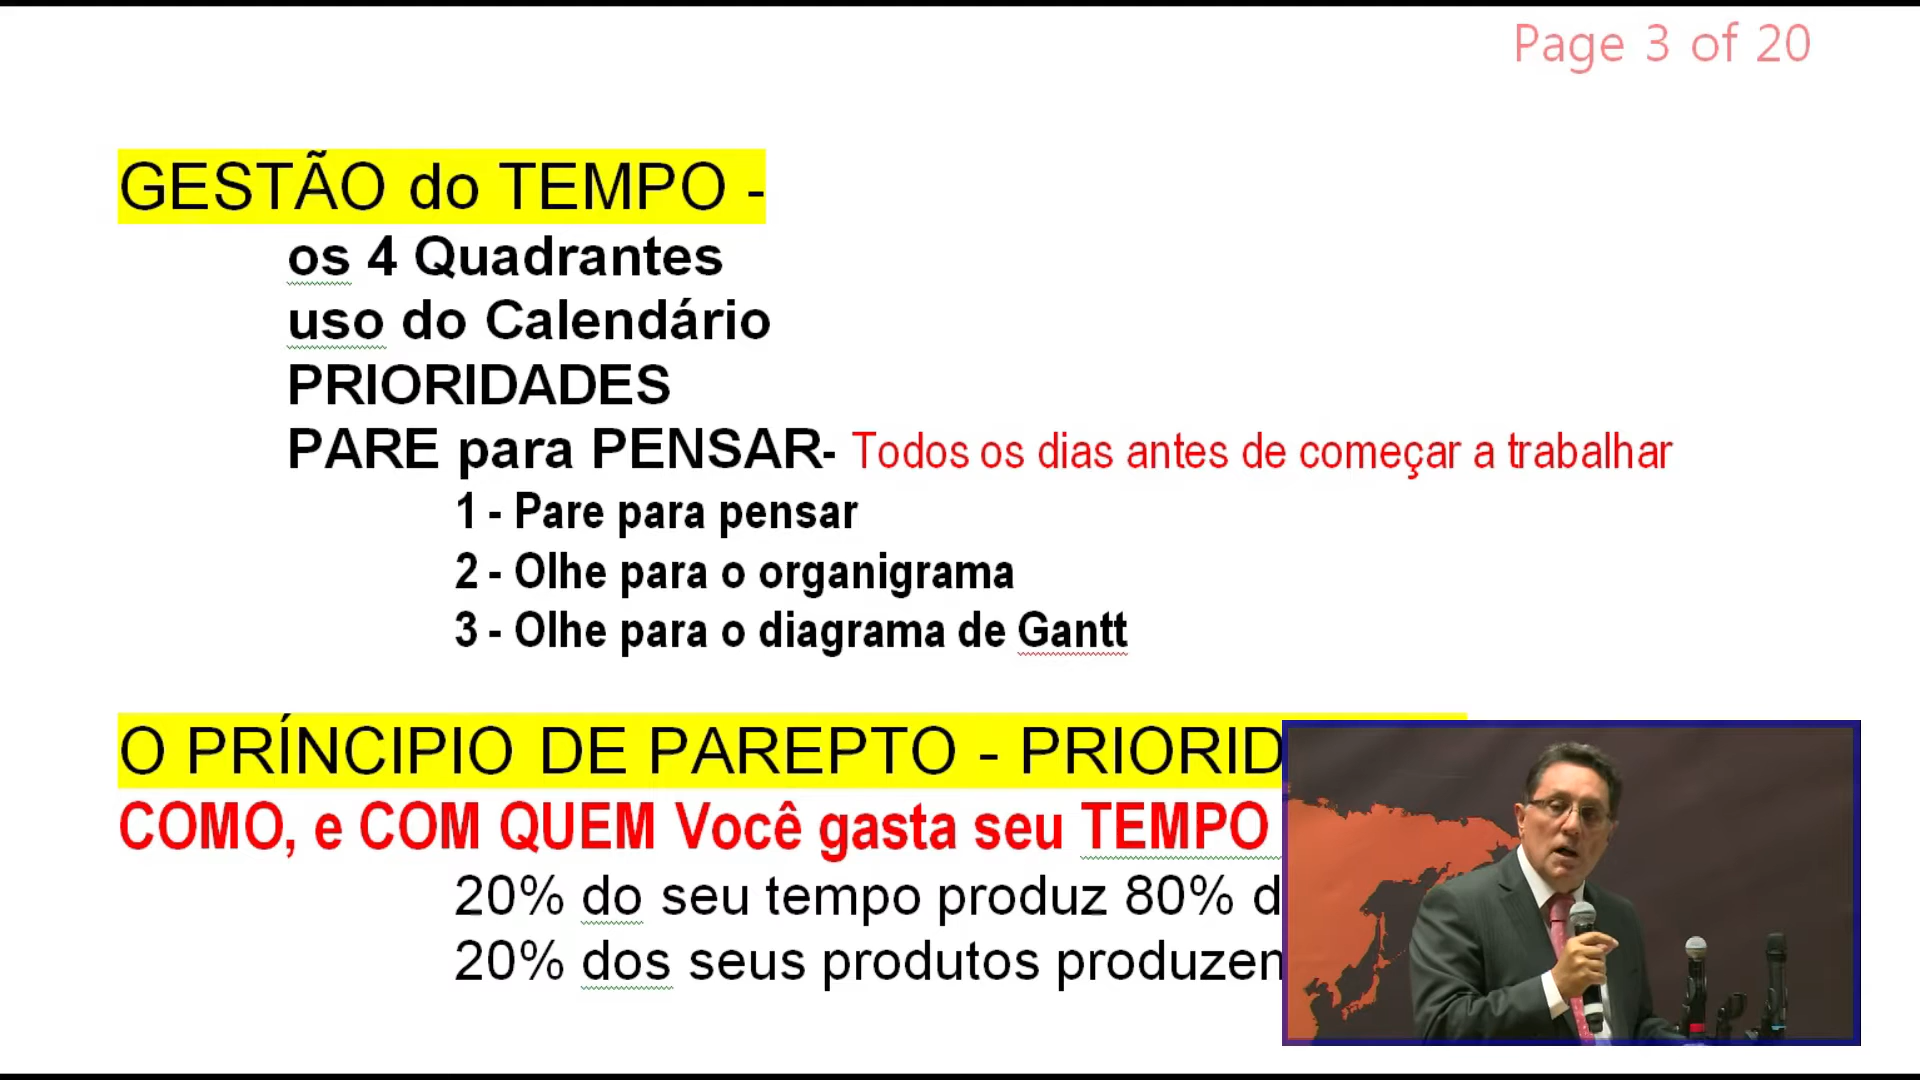 Page 3 of 20
GESTÃO do TEMPO -
os 4 Quadrantes
uso do Calendário
PRIORIDADES
PARE para PENSAR- Todos os dias antes de começar a trabalhar
1 - Pare para pensar
2 - Olhe para o organigrama
3 - Olhe para o diagrama de Gantt
O PRÍNCIPIO DE PAREPTO - PRIORID
COMO, e COM QUEM Você gasta seu TEMPO
20% do seu tempo produz 80% d
20% dos seus produtos produzem